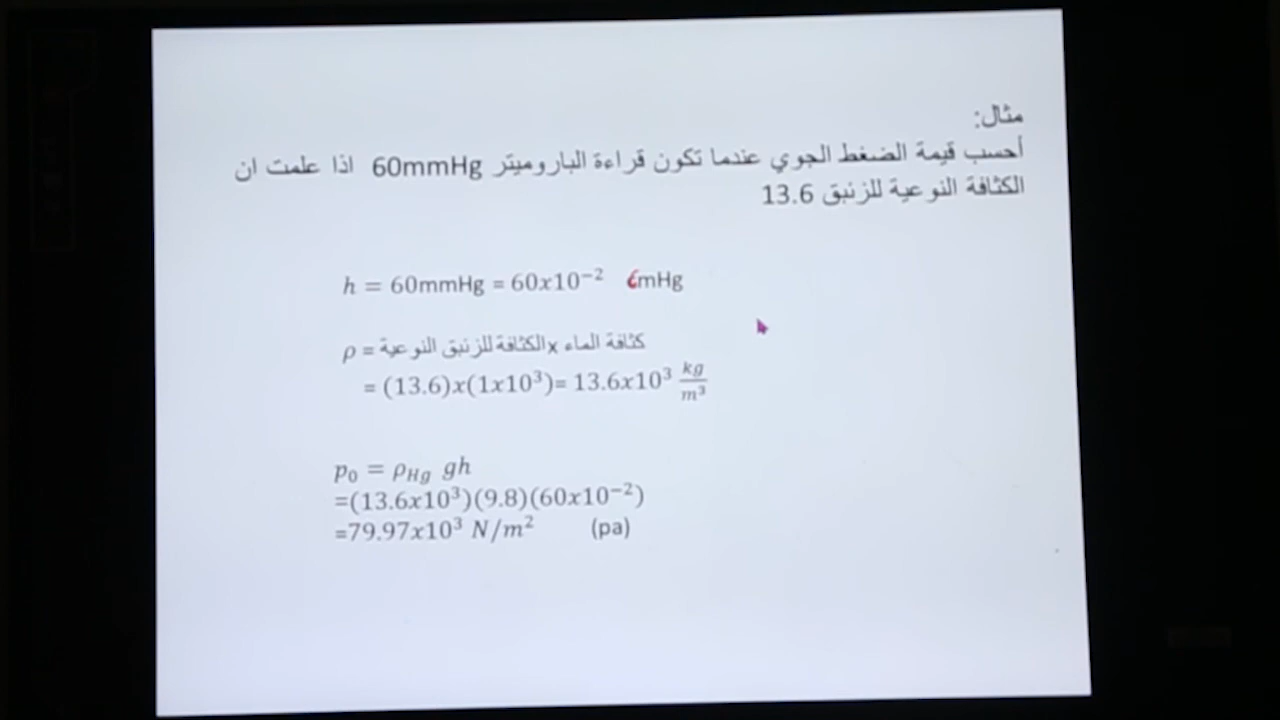 مثال:
أحسب قيمة الضغط الجوي عندما تكون قراءة الباروميتر 60mmHg اذا علمت ان
الكثافة النوعية للزئبق 13.6
h = 60mmHg = 60x10⁻² cmHg
ρ = كثافة الماء x الكثافة للزئبق النوعية
= (13.6)x(1x10³)= 13.6x10³ kg/m³
p₀ = ρHg gh
=(13.6x10³)(9.8)(60x10⁻²)
=79.97x10³ N/m² (pa)